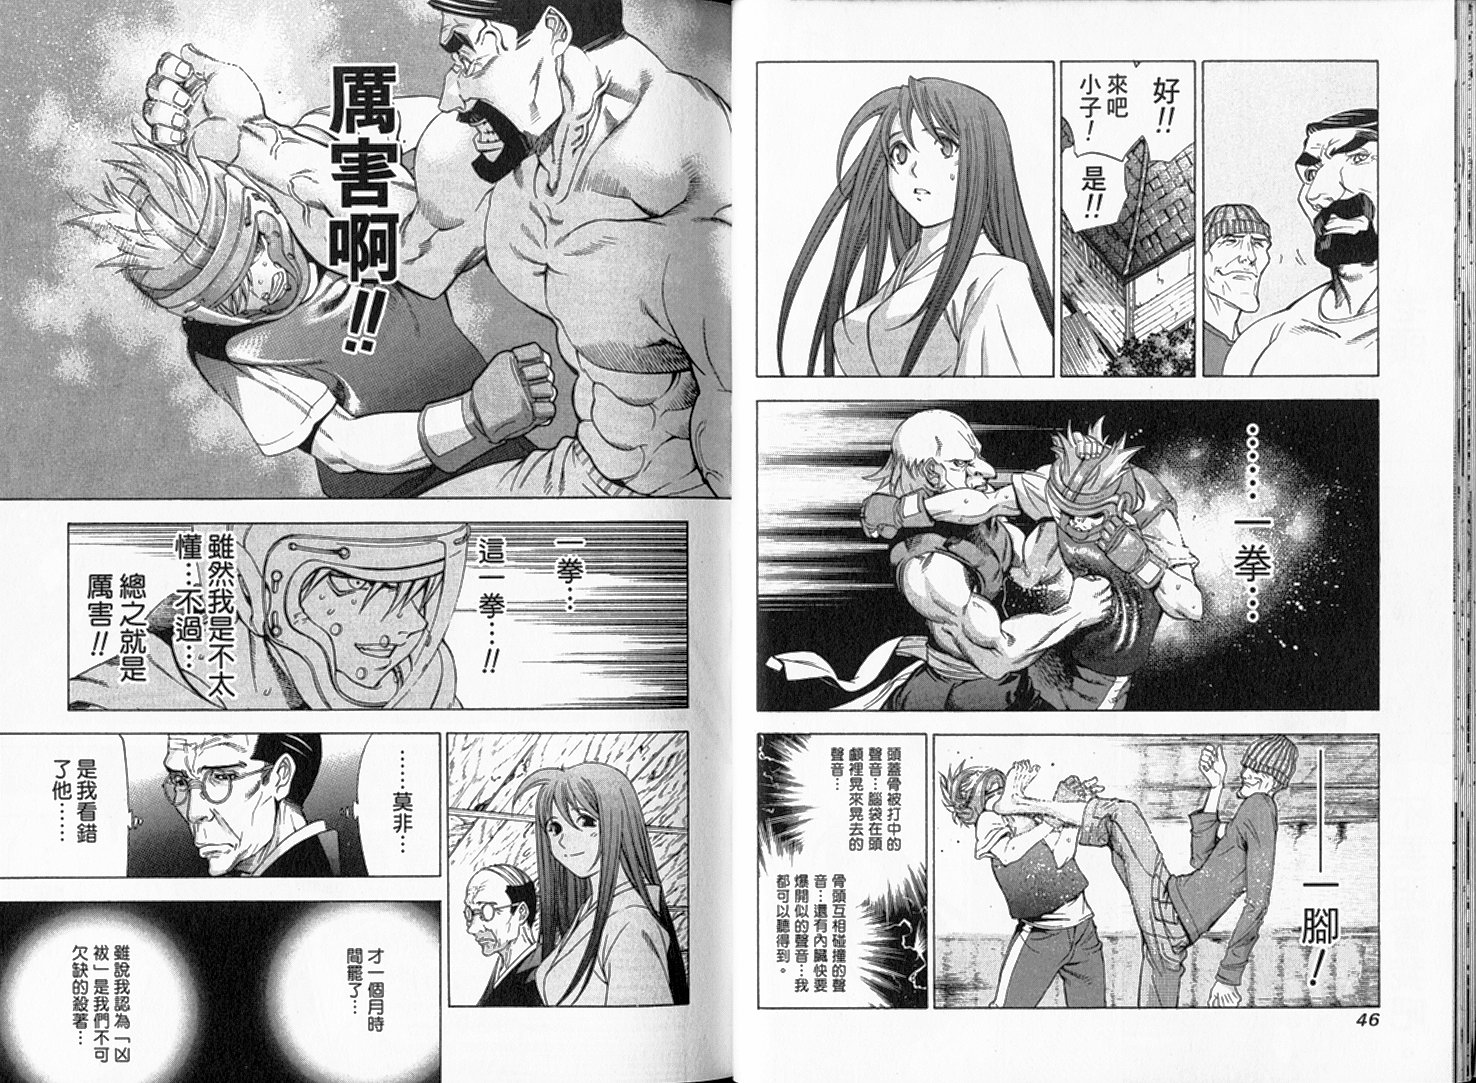 好!!
來吧
小子！
是!!
………一拳…
——一腳！
頭蓋骨被打中的
聲音…腦袋在頭
顱裡晃來晃去的
聲音…
骨頭互相碰撞的聲
音…還有內臟快要
爆開似的聲音…我
都可以聽得到。
46
厲害啊!!
一拳…
這一拳…!!
雖然我是不太
懂…不過…
總之就是
厲害!!
……莫非…
是我看錯
了他……
才一個月時
間罷了…
雖說我認為「凶
祓」是我們不可
欠缺的殺著…